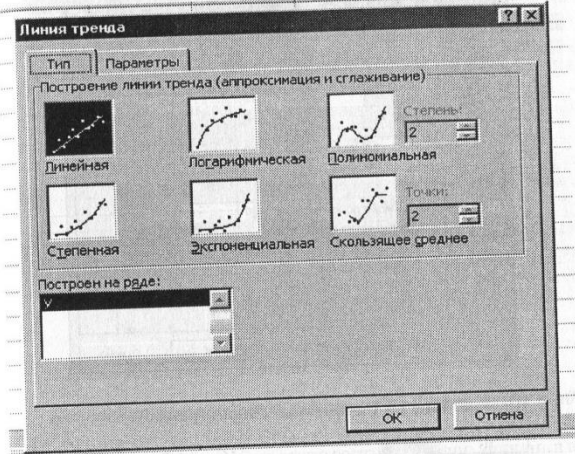 Линия тренда
Тип Параметры
Построение линии тренда (аппроксимация и сглаживание)
Линейная
Логарифмическая
Полиномиальная
Степень:
2
Степенная
Экспоненциальная
Скользящее среднее
Точки:
2
Построен на ряде:
y
ОК
Отмена